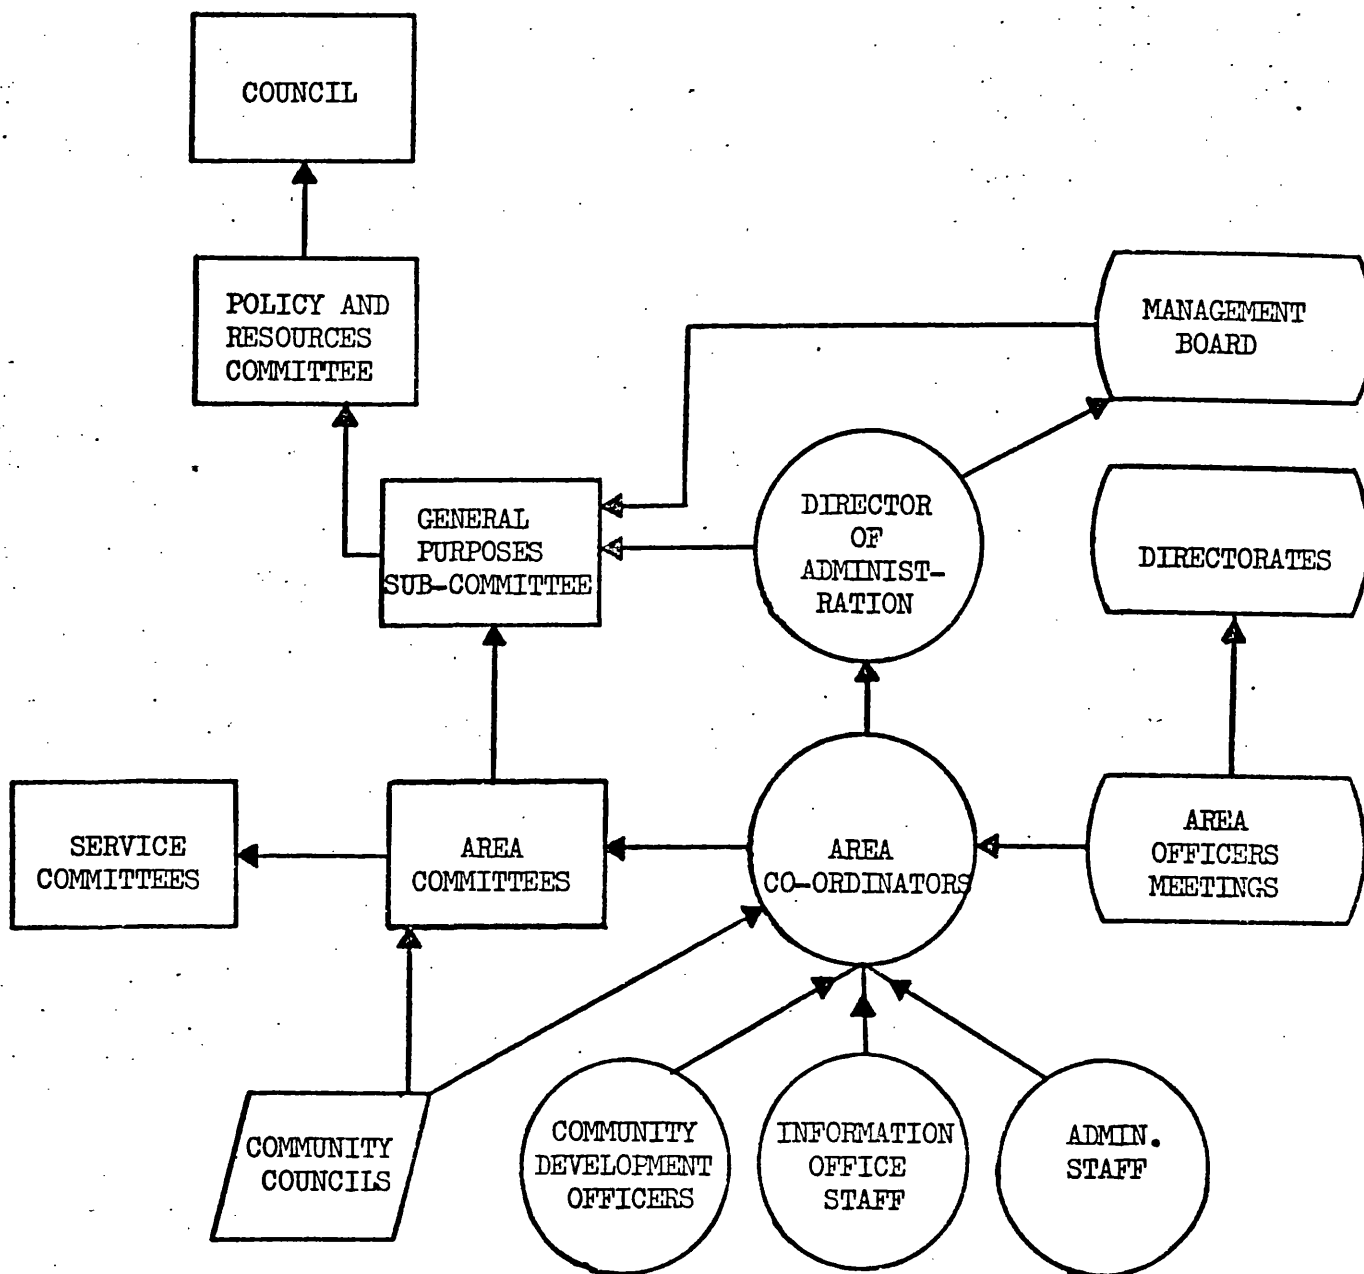 COUNCIL
POLICY AND
RESOURCES
COMMITTEE
MANAGEMENT
BOARD
GENERAL
PURPOSES
SUB-COMMITTEE
DIRECTOR
OF
ADMINIST-
RATION
DIRECTORATES
SERVICE
COMMITTEES
AREA
COMMITTEES
AREA
CO-ORDINATORS
AREA
OFFICERS
MEETINGS
COMMUNITY
COUNCILS
COMMUNITY
DEVELOPMENT
OFFICERS
INFORMATION
OFFICE
STAFF
ADMIN.
STAFF